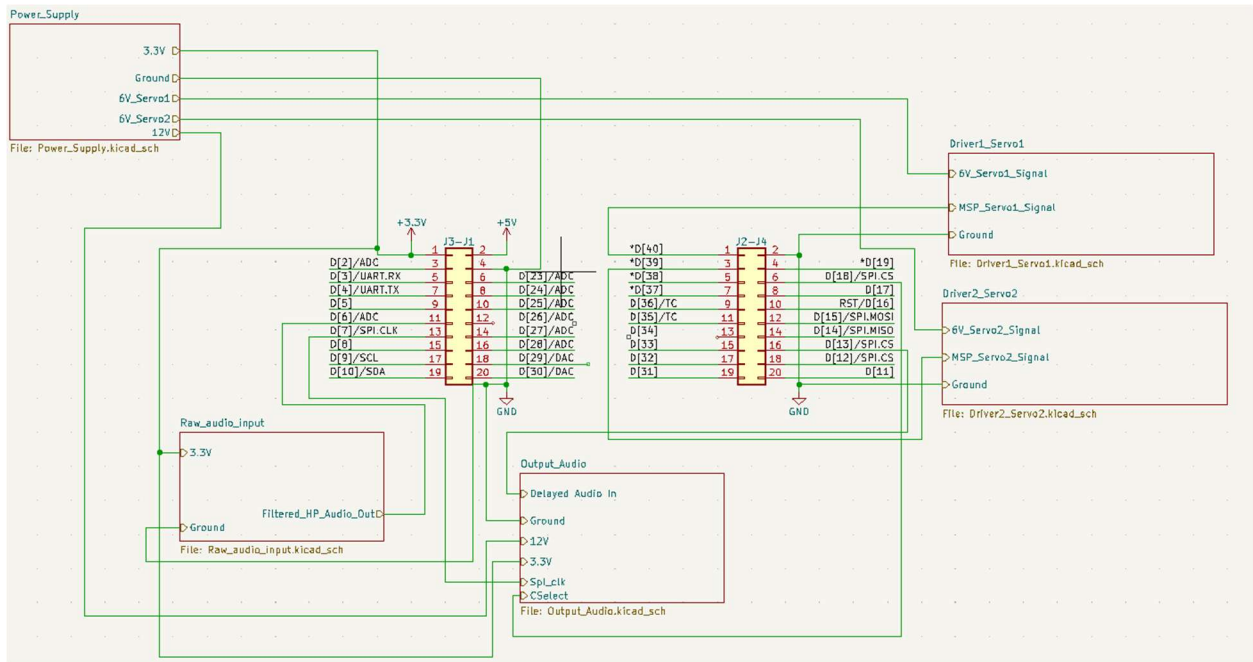 Power_Supply
3.3V
Ground
6V_Servo1
6V_Servo2
12V
File: Power_Supply.kicad_sch
Driver1_Servo1
6V_Servo1_Signal
MSP_Servo1_Signal
Ground
File: Driver1_Servo1.kicad_sch
+3.3V
+5V
J3-J1
1 2
D[2]/ADC 3 4
D[3]/UART.RX 5 6 D[23]/ADC
D[4]/UART.TX 7 8 D[24]/ADC
D[5] 9 10 D[25]/ADC
D[6]/ADC 11 12 D[26]/ADC
D[7]/SPI.CLK 13 14 D[27]/ADC
D[8] 15 16 D[28]/ADC
D[9]/SCL 17 18 D[29]/DAC
D[10]/SDA 19 20 D[30]/DAC
GND
J2-J4
*D[40] 1 2
*D[39] 3 4 *D[19]
*D[38] 5 6 D[18]/SPI.CS
*D[37] 7 8 D[17]
D[36]/TC 9 10 RST/D[16]
D[35]/TC 11 12 D[15]/SPI.MOSI
D[34] 13 14 D[14]/SPI.MISO
D[33] 15 16 D[13]/SPI.CS
D[32] 17 18 D[12]/SPI.CS
D[31] 19 20 D[11]
GND
Driver2_Servo2
6V_Servo2_Signal
MSP_Servo2_Signal
Ground
File: Driver2_Servo2.kicad_sch
Raw_audio_input
3.3V
Filtered_HP_Audio_Out
Ground
File: Raw_audio_input.kicad_sch
Output_Audio
Delayed Audio In
Ground
12V
3.3V
Spi_clk
CSelect
File: Output_Audio.kicad_sch